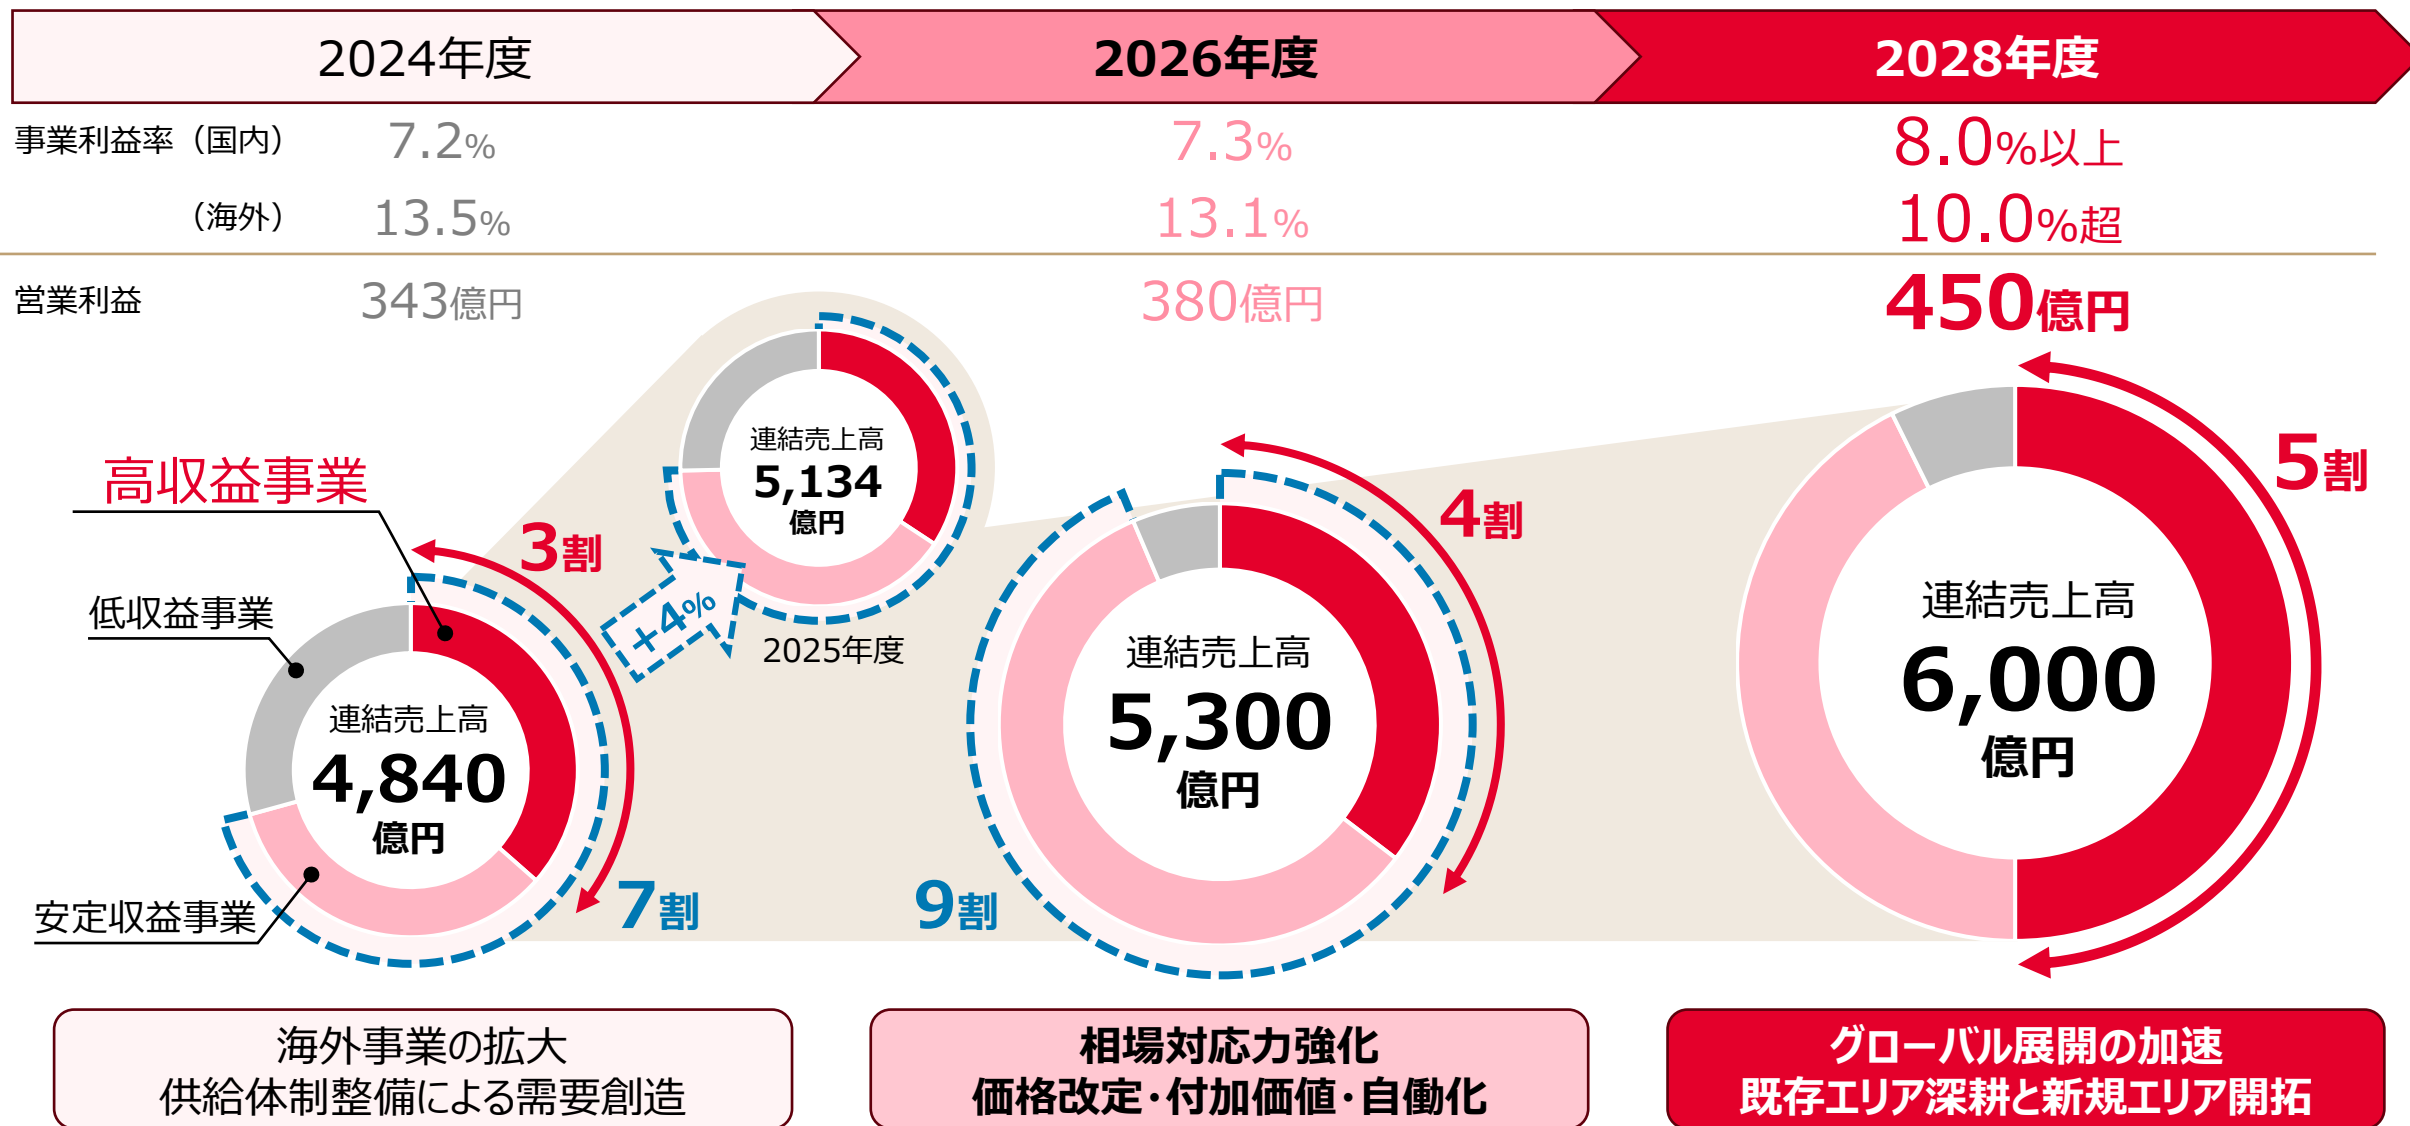 2024年度
2026年度
2028年度
事業利益率（国内） 7.2% 7.3% 8.0%以上
（海外） 13.5% 13.1% 10.0%超
営業利益 343億円 380億円 450億円
高収益事業
低収益事業
安定収益事業
3割
7割
連結売上高
4,840
億円
+4%
連結売上高
5,134
億円
2025年度
4割
9割
連結売上高
5,300
億円
5割
連結売上高
6,000
億円
海外事業の拡大
供給体制整備による需要創造
相場対応力強化
価格改定･付加価値･自働化
グローバル展開の加速
既存エリア深耕と新規エリア開拓